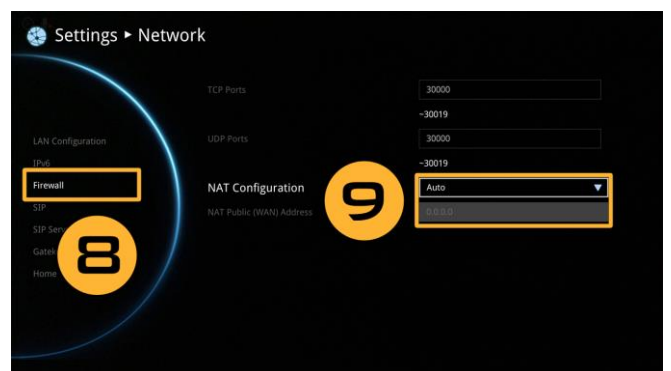 Settings ▸ Network
TCP Ports
30000
~30019
LAN Configuration
UDP Ports
30000
IPv6
~30019
Firewall
NAT Configuration
Auto
SIP
NAT Public (WAN) Address
0.0.0.0
9
SIP
8
Home